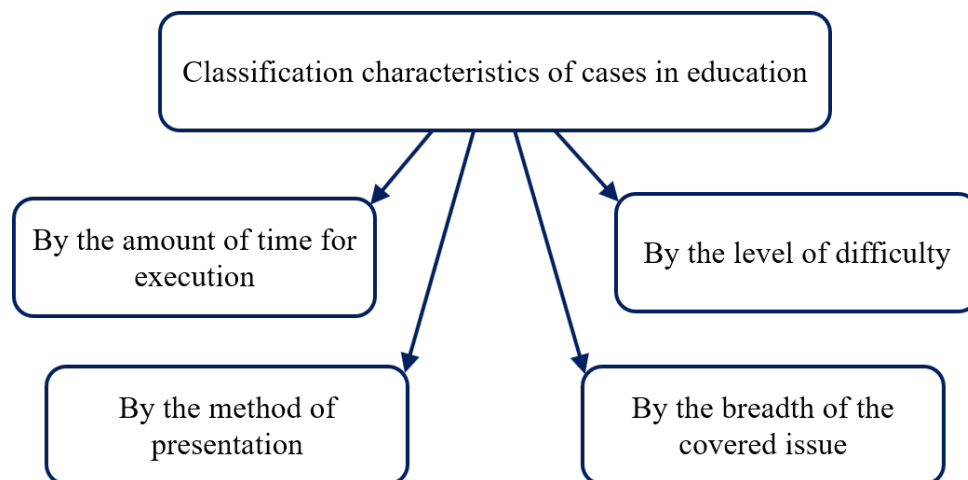 Classification characteristics of cases in education
By the amount of time for
execution
By the level of difficulty
By the method of
presentation
By the breadth of the
covered issue